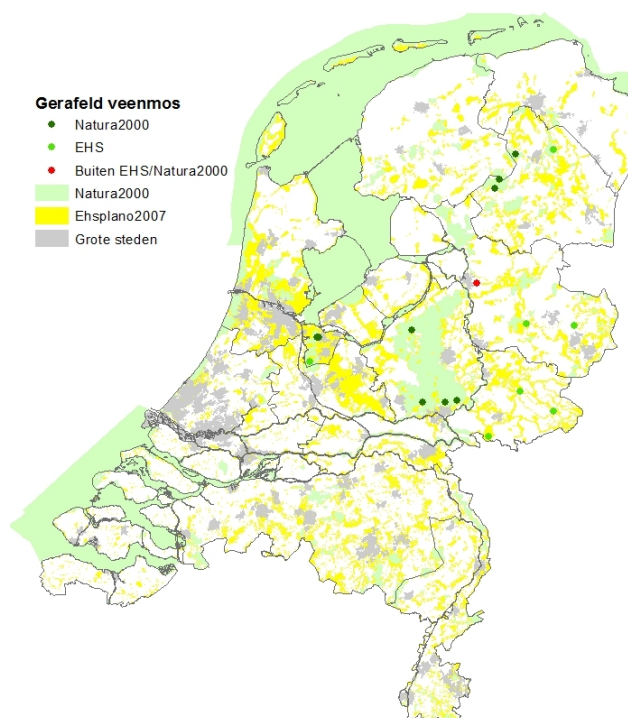 Gerafeld veenmos
Natura2000
EHS
Buiten EHS/Natura2000
Natura2000
Ehsplano2007
Grote steden